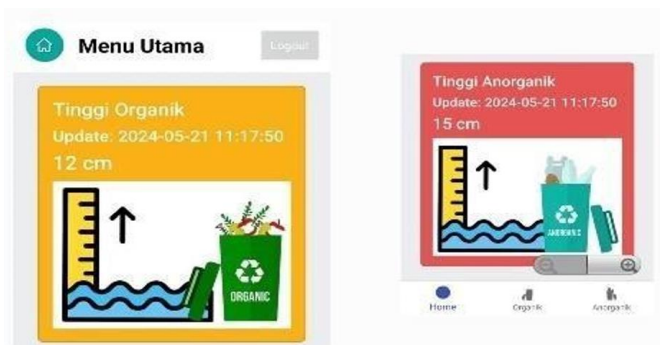 Menu Utama
Logout
Tinggi Organik
Update: 2024-05-21 11:17:50
12 cm
ORGANIC
Tinggi Anorganik
Update: 2024-05-21 11:17:50
15 cm
ANORGANIC
Home
Organik
Anorganik